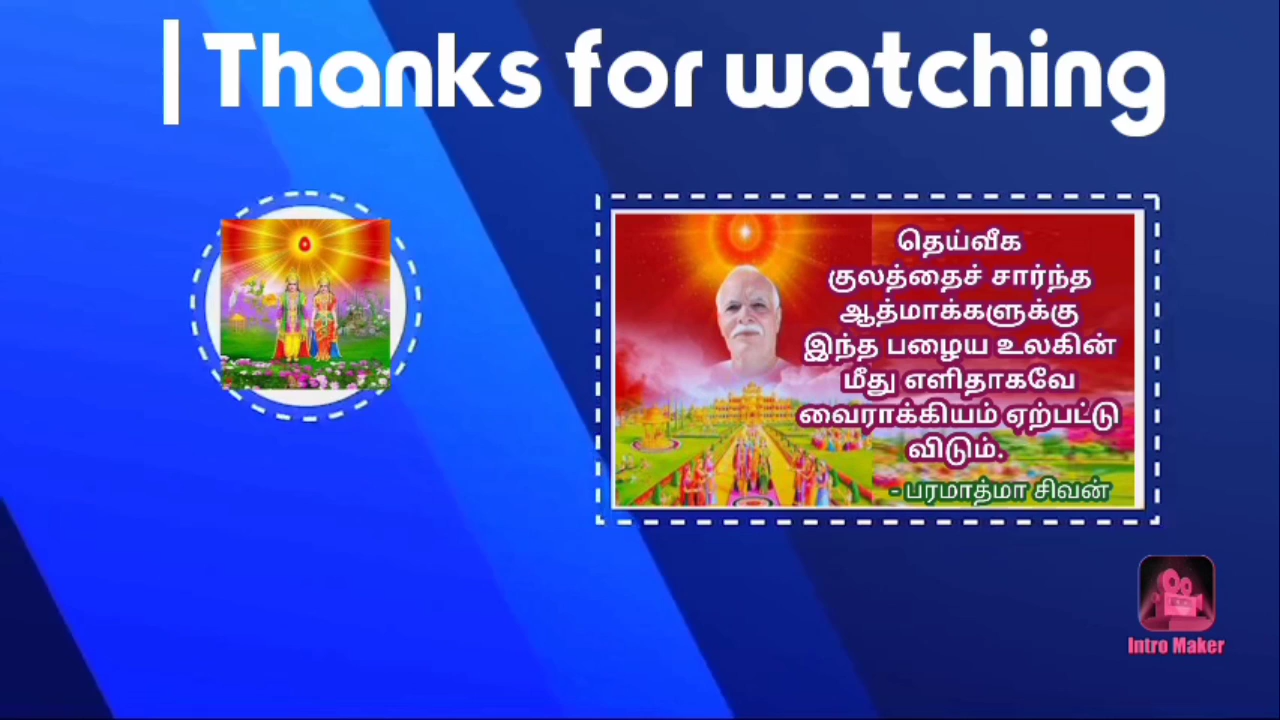 Thanks for watching
தெய்வீக
குலத்தைச் சார்ந்த
ஆத்மாக்களுக்கு
இந்த பழைய உலகின்
மீது எளிதாகவே
வைராக்கியம் ஏற்பட்டு
விடும்.
- பரமாத்மா சிவன்
Intro Maker